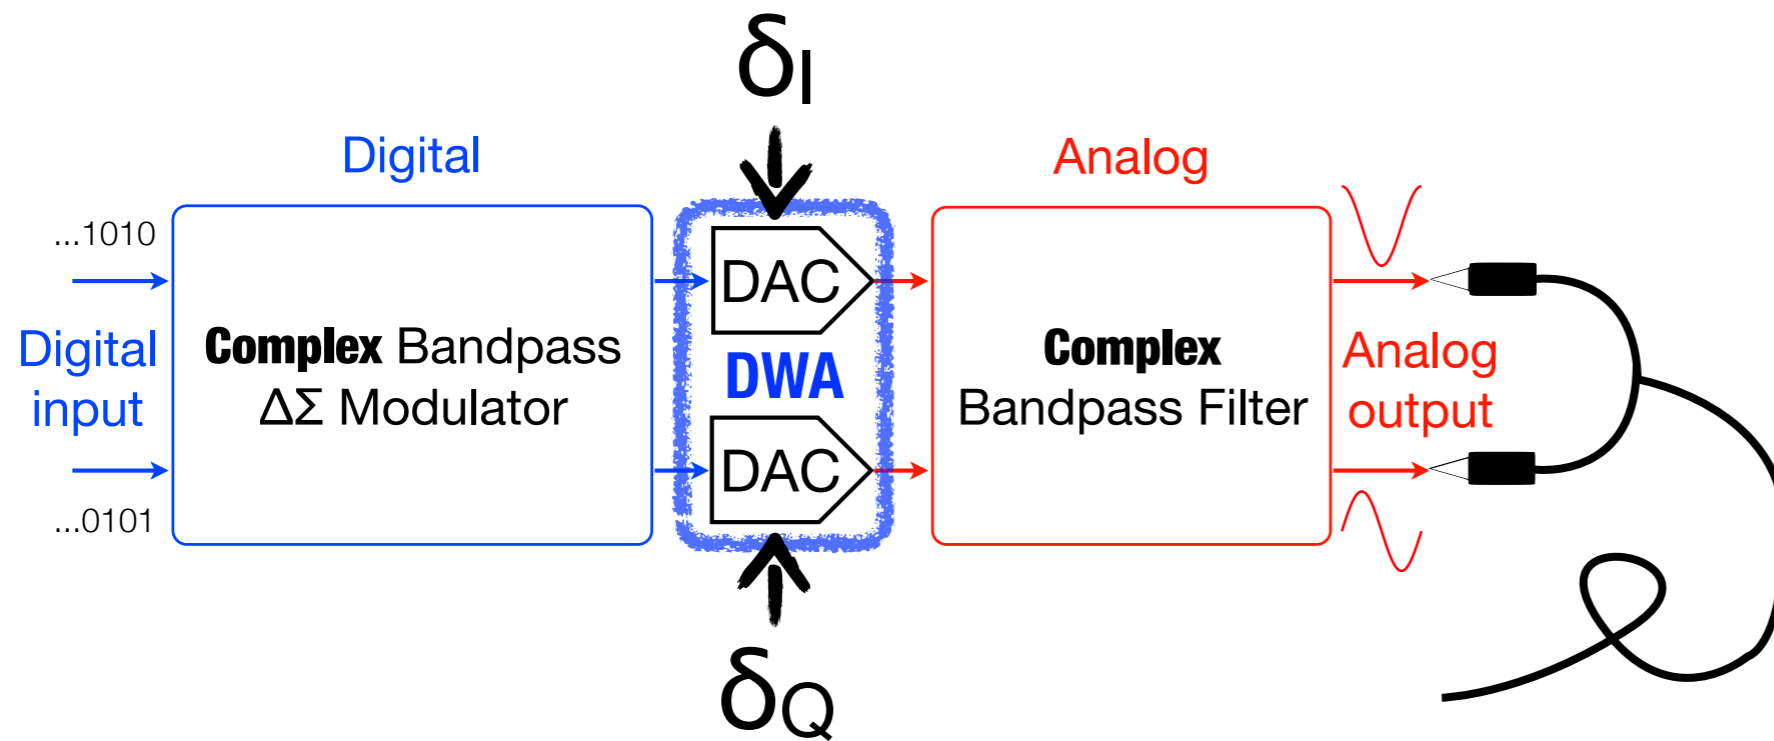 δI
Digital
Analog
...1010
DAC
Digital
input
Complex Bandpass
ΔΣ Modulator
DWA
Complex
Bandpass Filter
Analog
output
DAC
...0101
δQ